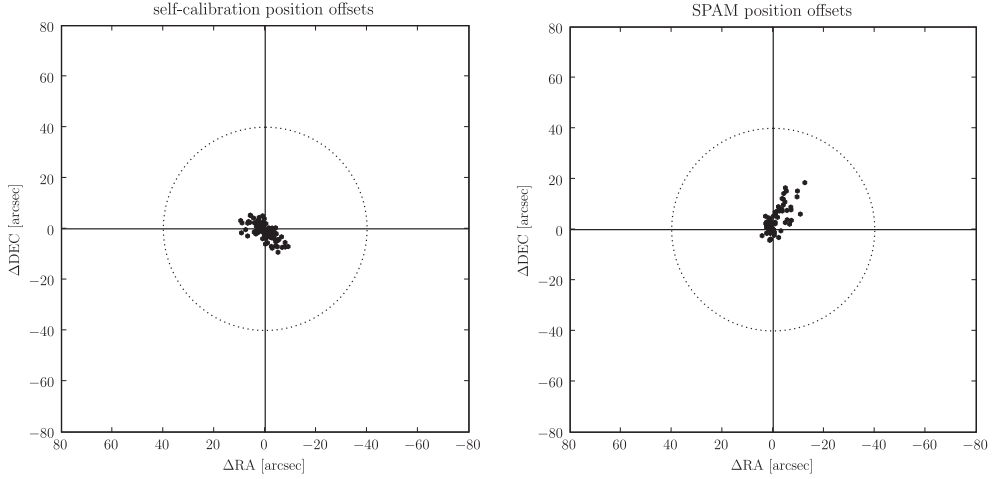 self-calibration position offsets
80
60
40
20
0
−20
−40
−60
−80
ΔDEC [arcsec]
80 60 40 20 0 −20 −40 −60 −80
ΔRA [arcsec]
SPAM position offsets
80
60
40
20
0
−20
−40
−60
−80
ΔDEC [arcsec]
80 60 40 20 0 −20 −40 −60 −80
ΔRA [arcsec]